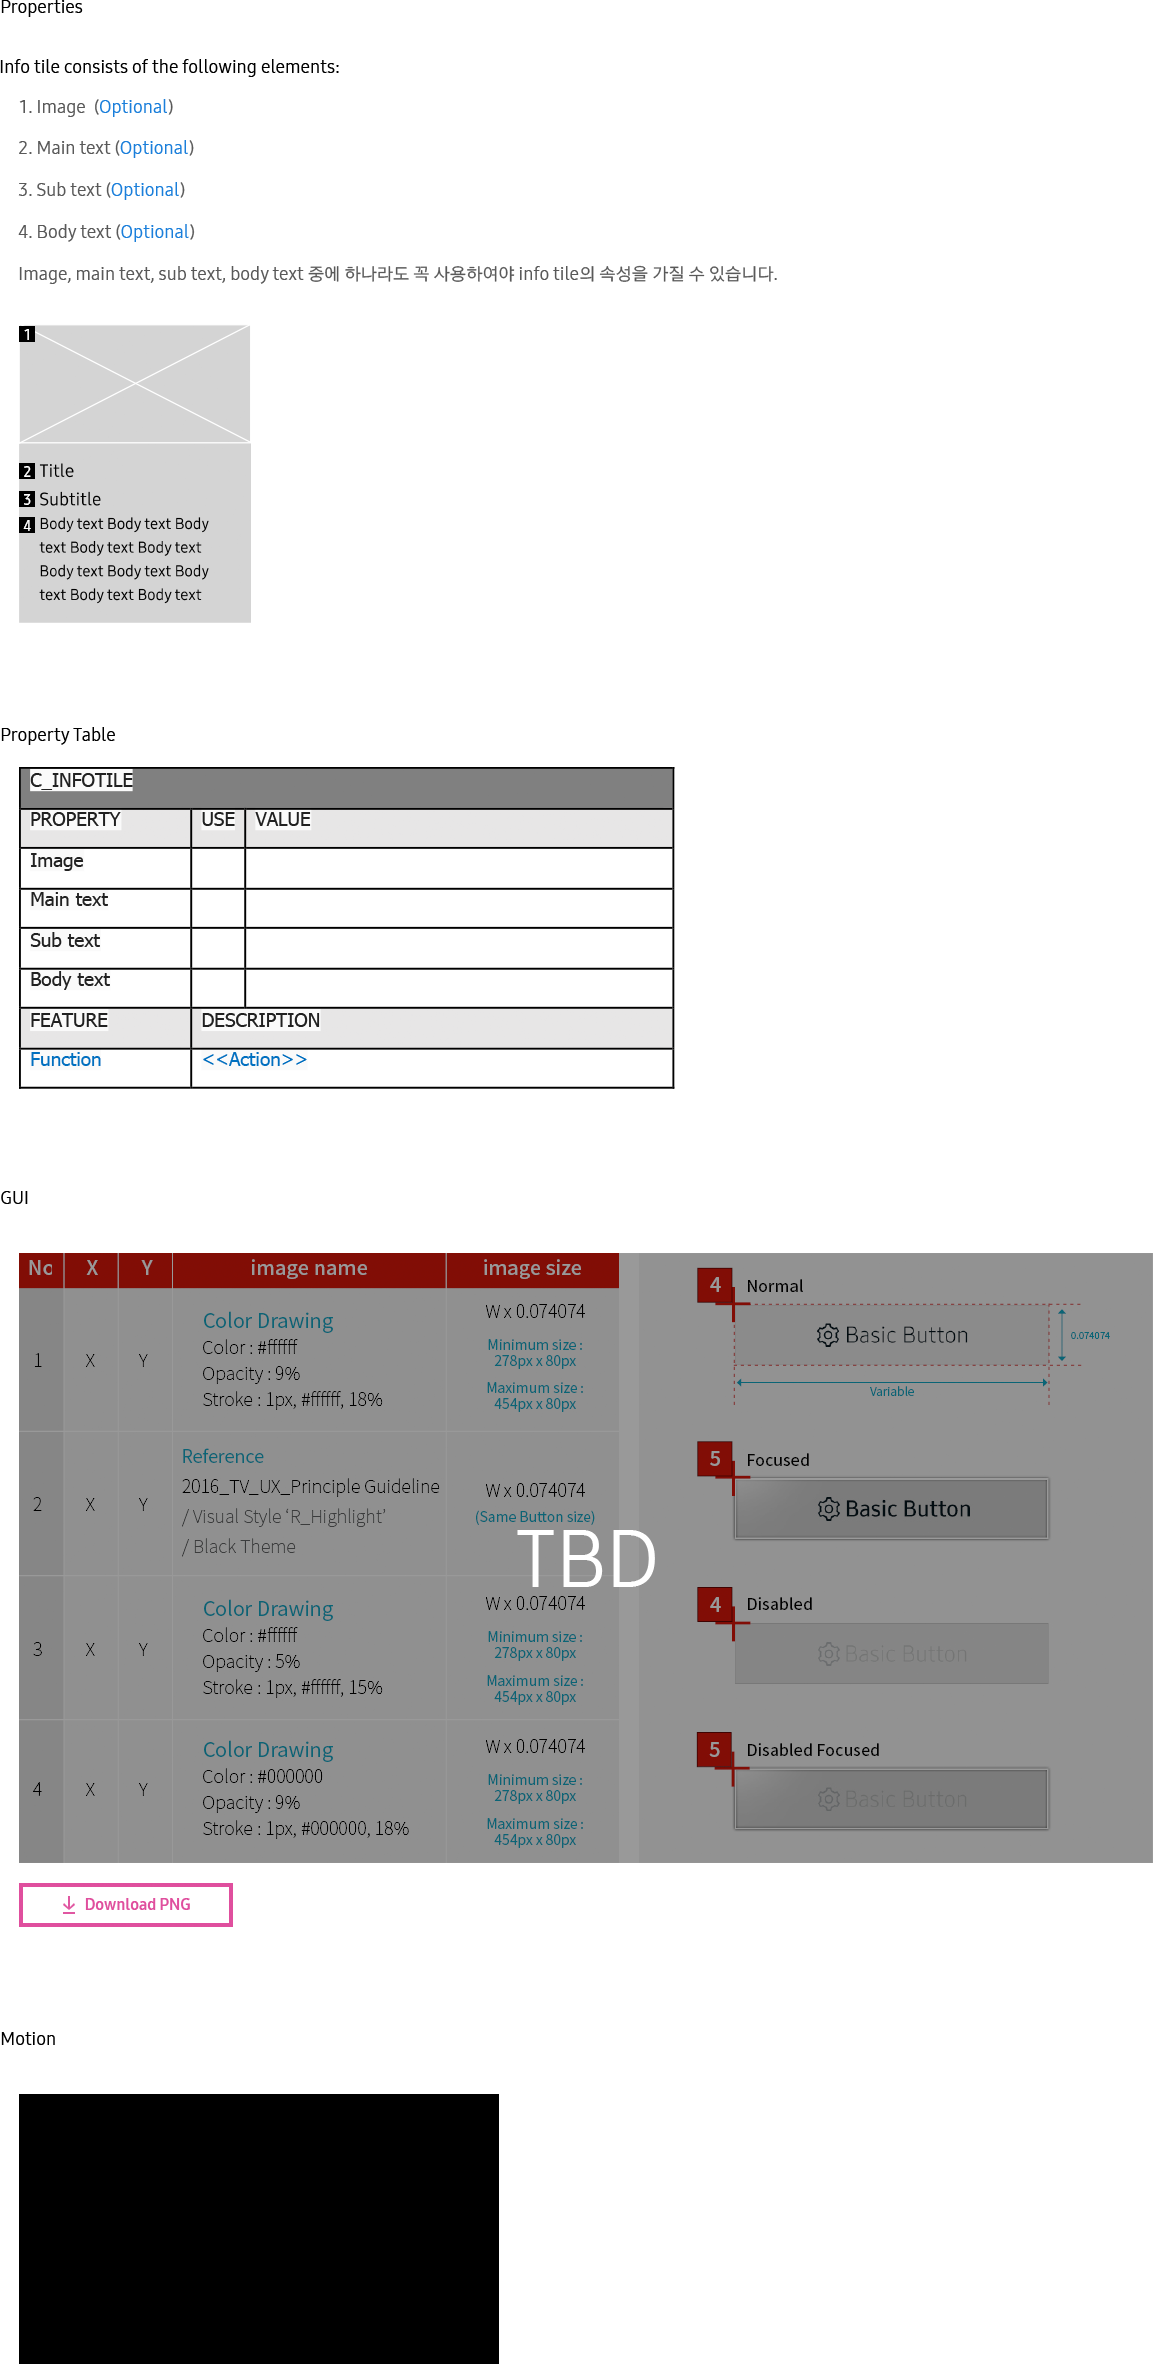 Properties
Info tile consists of the following elements:
1. Image (Optional)
2. Main text (Optional)
3. Sub text (Optional)
4. Body text (Optional)
Image, main text, sub text, body text 중에 하나라도 꼭 사용하여야 info tile의 속성을 가질 수 있습니다.
1
2 Title
3 Subtitle
4 Body text Body text Body
text Body text Body text
Body text Body text Body
text Body text Body text
Property Table
C_INFOTILE
PROPERTY USE VALUE
Image
Main text
Sub text
Body text
FEATURE DESCRIPTION
Function <<Action>>
GUI
No X Y image name image size
1 X Y
Color Drawing
Color : #ffffff
Opacity : 9%
Stroke : 1px, #ffffff, 18%
W x 0.074074
Minimum size :
278px x 80px
Maximum size :
454px x 80px
2 X Y
Reference
2016_TV_UX_Principle Guideline
/ Visual Style ‘R_Highlight’
/ Black Theme
W x 0.074074
(Same Button size)
3 X Y
Color Drawing
Color : #ffffff
Opacity : 5%
Stroke : 1px, #ffffff, 15%
W x 0.074074
Minimum size :
278px x 80px
Maximum size :
454px x 80px
4 X Y
Color Drawing
Color : #000000
Opacity : 9%
Stroke : 1px, #000000, 18%
W x 0.074074
Minimum size :
278px x 80px
Maximum size :
454px x 80px
TBD
4 Normal
Basic Button
0.074074
Variable
5 Focused
Basic Button
4 Disabled
Basic Button
5 Disabled Focused
Basic Button
Download PNG
Motion